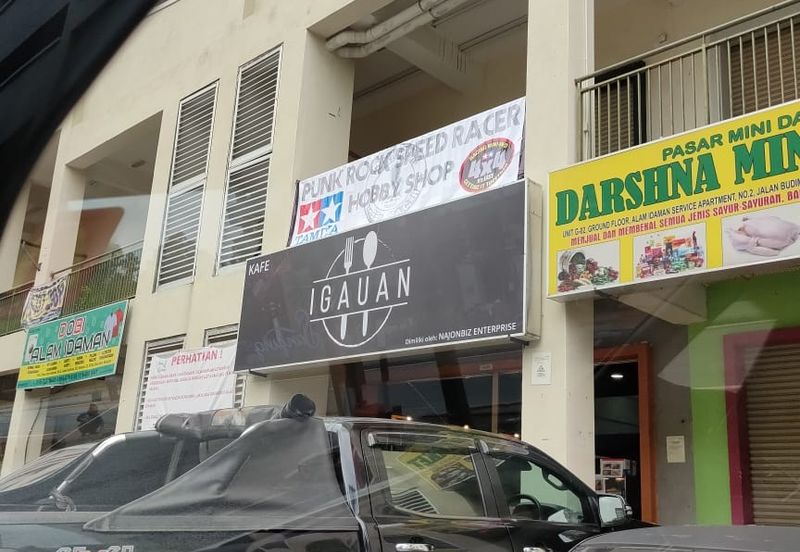 PUNK ROCK SPEED RACER
HOBBY SHOP
TAMIYA
KAFE
IGAUAN
Dimiliki oleh: NAJONBIZ ENTERPRISE
PASAR MINI DA
DARSHNA MIN
UNIT G-02, GROUND FLOOR, ALAM IDAMAN SERVICE APARTMENT, NO.2, JALAN BUDIM
MENJUAL DAN MEMBEKAL SEMUA JENIS SAYUR-SAYURAN, BA
DOBI
ALAM IDAMAN
PERHATIAN !